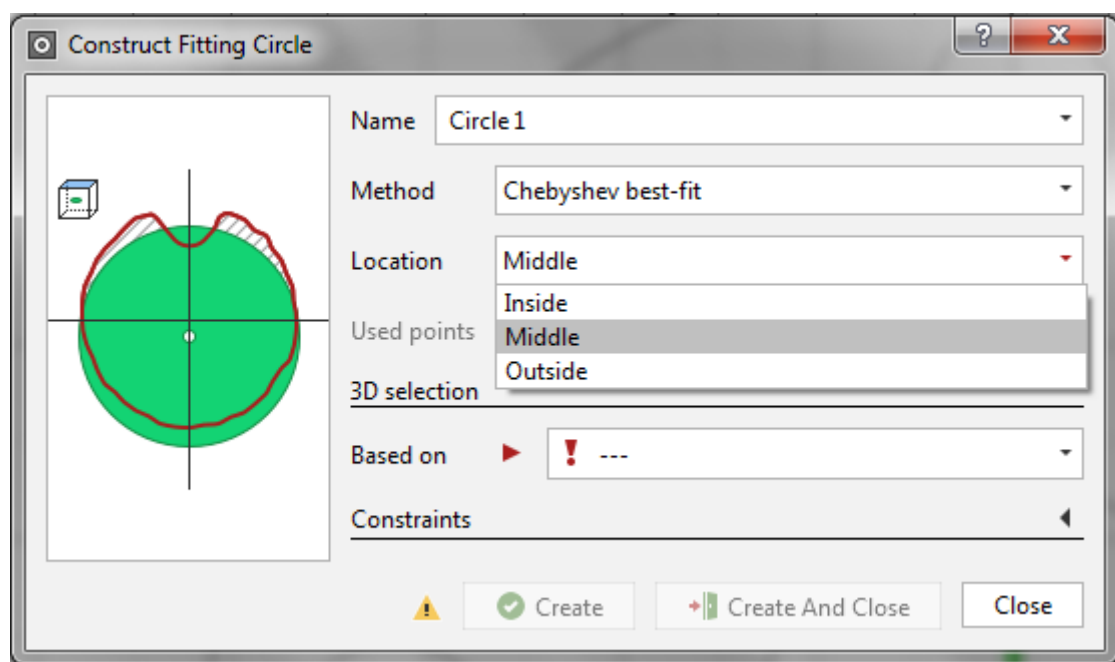 Construct Fitting Circle
Name Circle 1
Method Chebyshev best-fit
Location Middle
Inside
Used points Middle
Outside
3D selection
Based on ---
Constraints
Create Create And Close Close